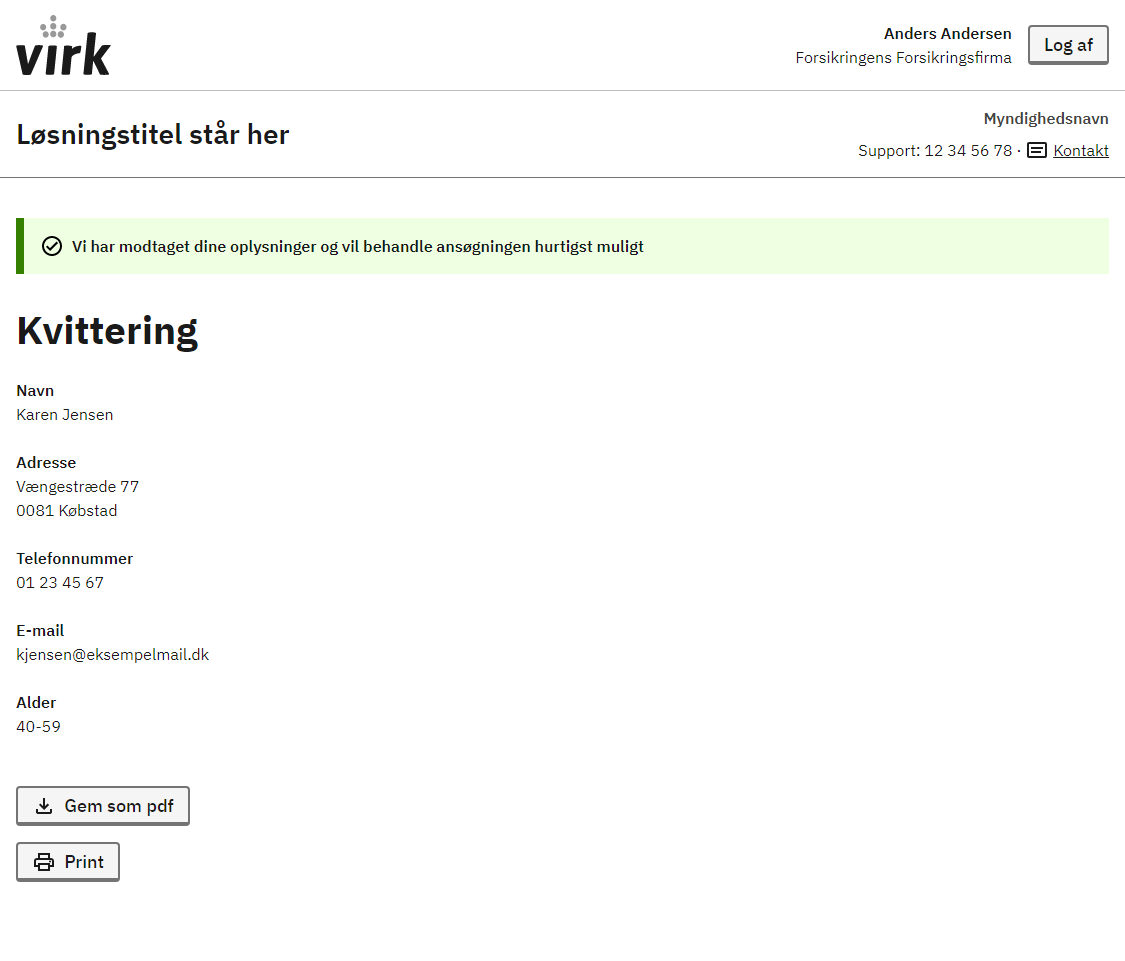 virk
Anders Andersen
Forsikringens Forsikringsfirma
Log af
Løsningstitel står her
Myndighedsnavn
Support: 12 34 56 78 · Kontakt
Vi har modtaget dine oplysninger og vil behandle ansøgningen hurtigst muligt
Kvittering
Navn
Karen Jensen
Adresse
Vængestræde 77
0081 Købstad
Telefonnummer
01 23 45 67
E-mail
kjensen@eksempelmail.dk
Alder
40-59
Gem som pdf
Print